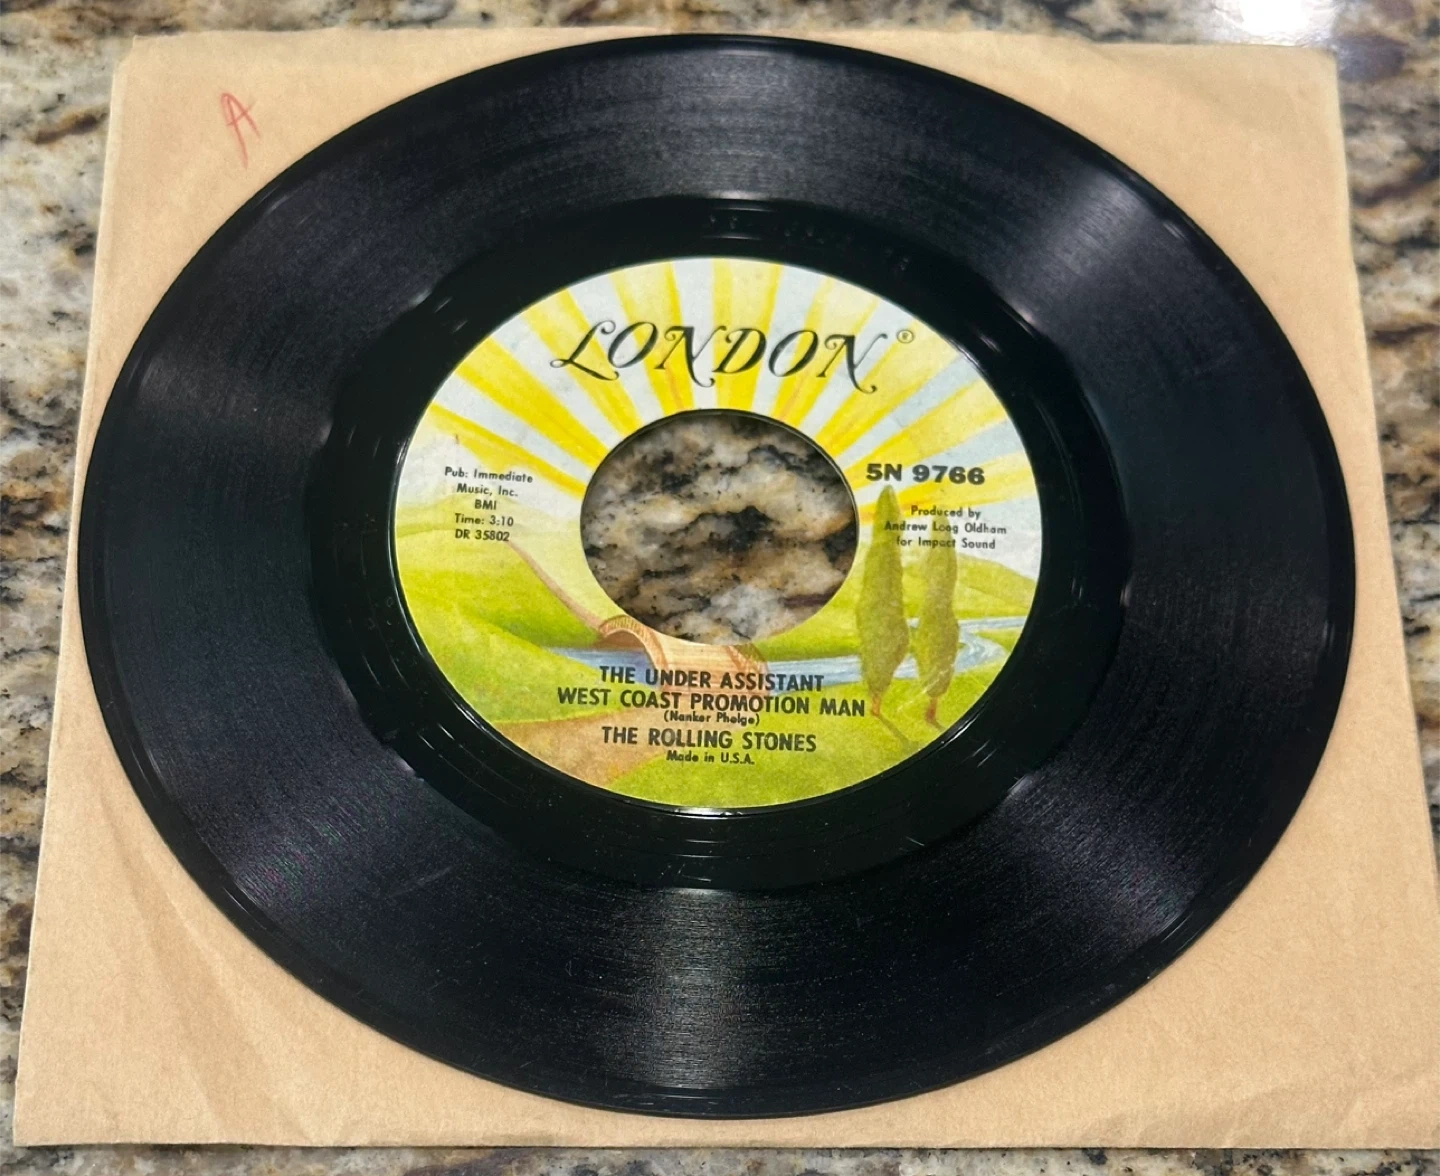 A
LONDON®
Pub: Immediate
Music, Inc.
BMI
Time: 3:10
DR 35802
5N 9766
Produced by
Andrew Loog Oldham
for Impact Sound
THE UNDER ASSISTANT
WEST COAST PROMOTION MAN
(Nanker Phelge)
THE ROLLING STONES
Made in U.S.A.